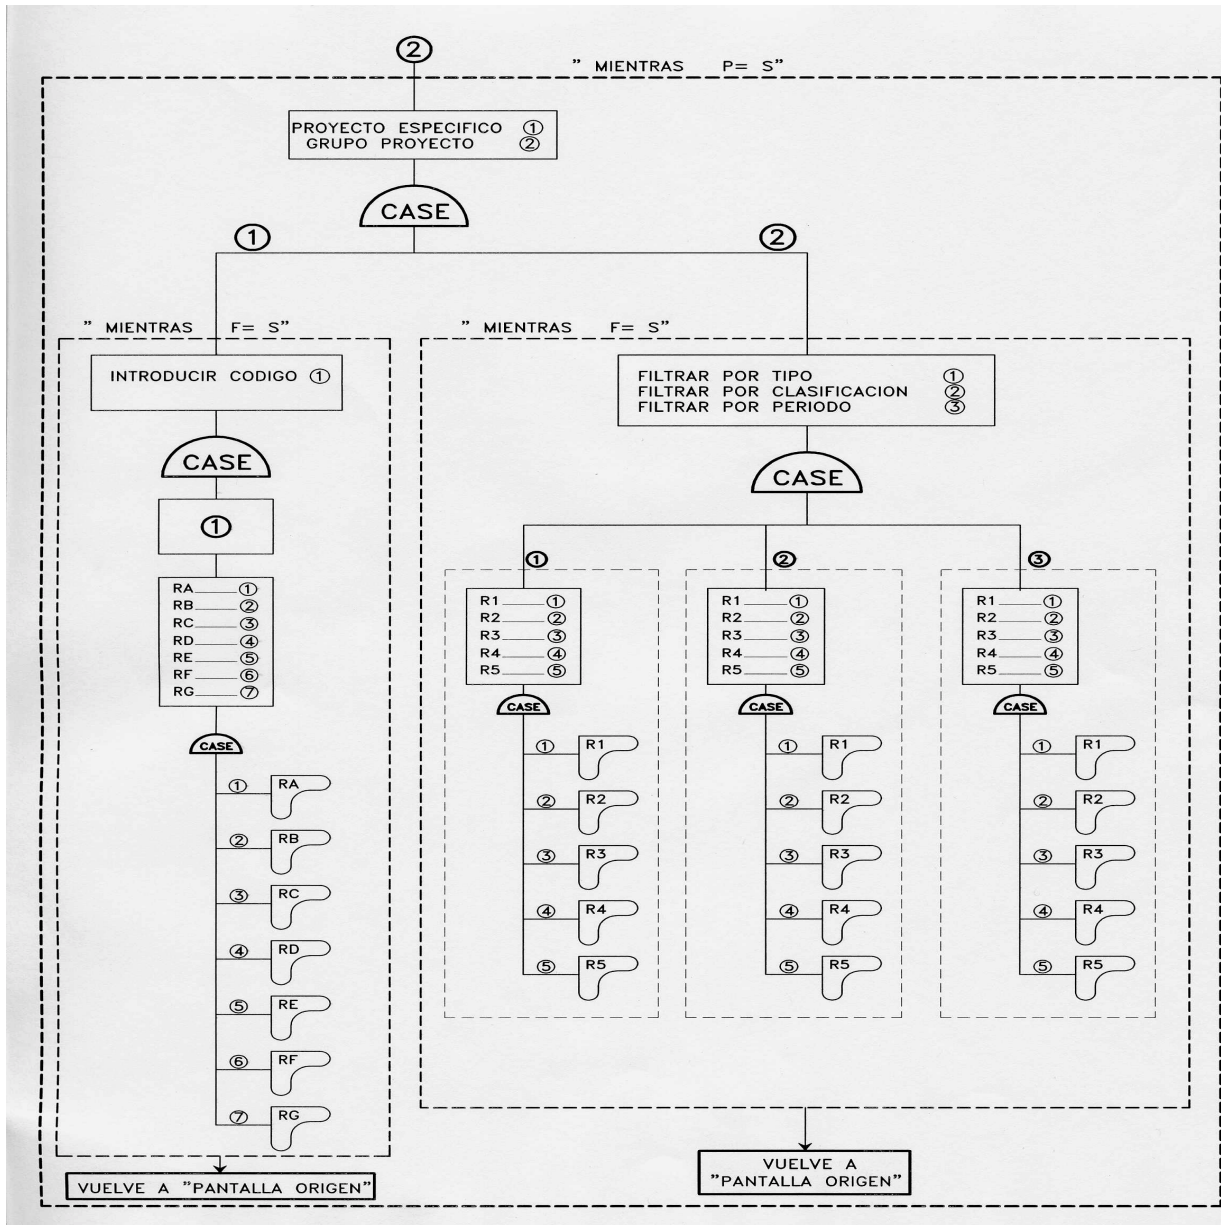 ②
" MIENTRAS P= S"
PROYECTO ESPECIFICO ①
GRUPO PROYECTO ②
CASE
① ②
" MIENTRAS F= S"
INTRODUCIR CODIGO ①
CASE
①
RA ①
RB ②
RC ③
RD ④
RE ⑤
RF ⑥
RG ⑦
CASE
① RA
② RB
③ RC
④ RD
⑤ RE
⑥ RF
⑦ RG
VUELVE A "PANTALLA ORIGEN"
" MIENTRAS F= S"
FILTRAR POR TIPO ①
FILTRAR POR CLASIFICACION ②
FILTRAR POR PERIODO ③
CASE
①
R1 ①
R2 ②
R3 ③
R4 ④
R5 ⑤
CASE
① R1
② R2
③ R3
④ R4
⑤ R5
②
R1 ①
R2 ②
R3 ③
R4 ④
R5 ⑤
CASE
① R1
② R2
③ R3
④ R4
⑤ R5
③
R1 ①
R2 ②
R3 ③
R4 ④
R5 ⑤
CASE
① R1
② R2
③ R3
④ R4
⑤ R5
VUELVE A
"PANTALLA ORIGEN"